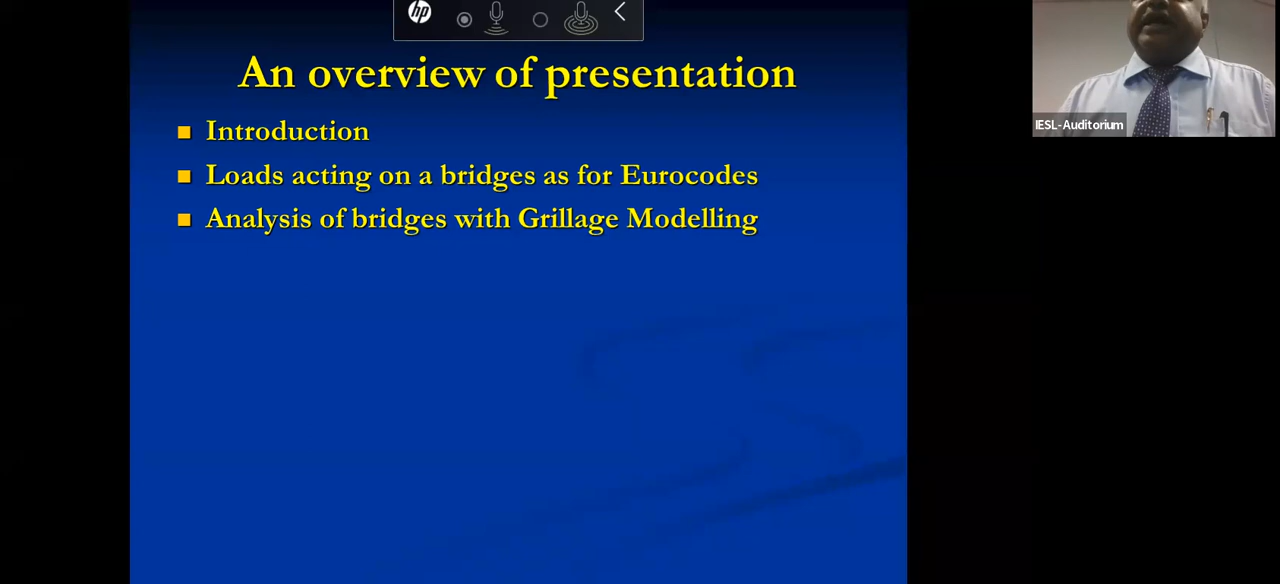 hp
An overview of presentation
Introduction
Loads acting on a bridges as for Eurocodes
Analysis of bridges with Grillage Modelling
IESL-Auditorium